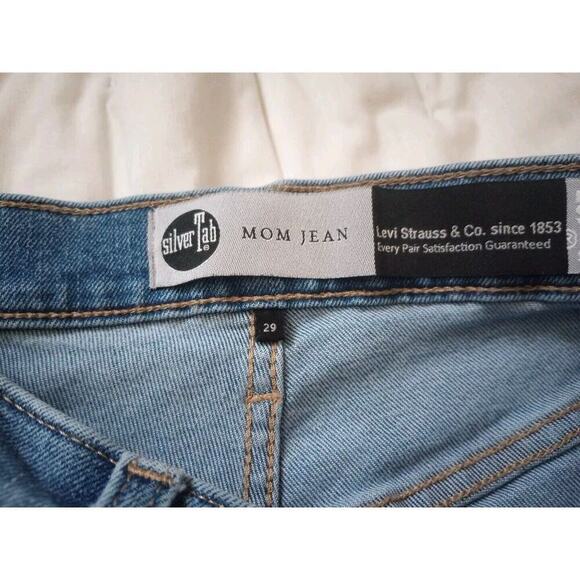 silverTab
®
MOM JEAN
Levi Strauss & Co. since 1853
Every Pair Satisfaction Guaranteed
29